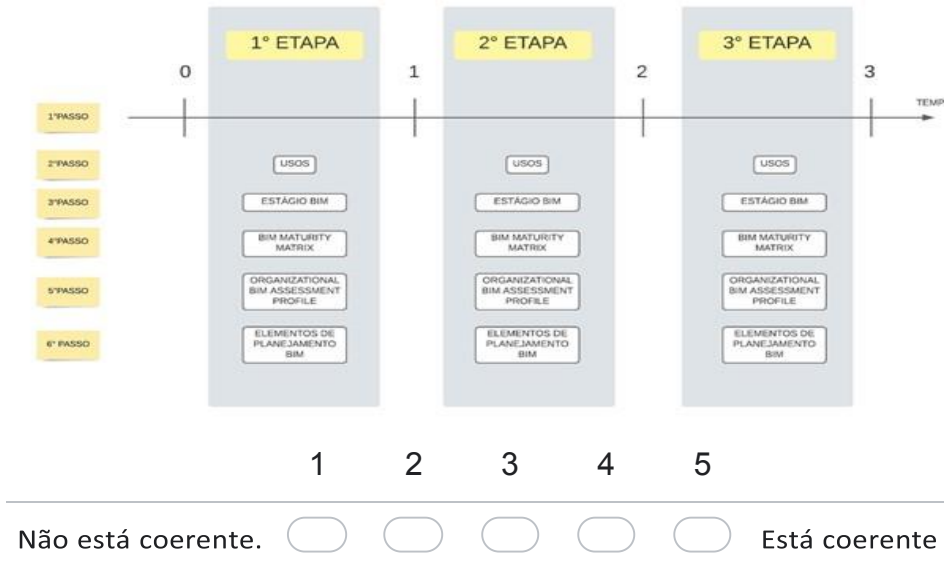 1° ETAPA 2° ETAPA 3° ETAPA
0 1 2 3
TEMP
1°PASSO
2°PASSO USOS USOS USOS
3°PASSO ESTÁGIO BIM ESTÁGIO BIM ESTÁGIO BIM
4°PASSO BIM MATURITY BIM MATURITY BIM MATURITY
MATRIX MATRIX MATRIX
ORGANIZATIONAL ORGANIZATIONAL ORGANIZATIONAL
5°PASSO BIM ASSESSMENT BIM ASSESSMENT BIM ASSESSMENT
PROFILE PROFILE PROFILE
ELEMENTOS DE ELEMENTOS DE ELEMENTOS DE
6° PASSO PLANEJAMENTO PLANEJAMENTO PLANEJAMENTO
BIM BIM BIM
1 2 3 4 5
Não está coerente. Está coerente